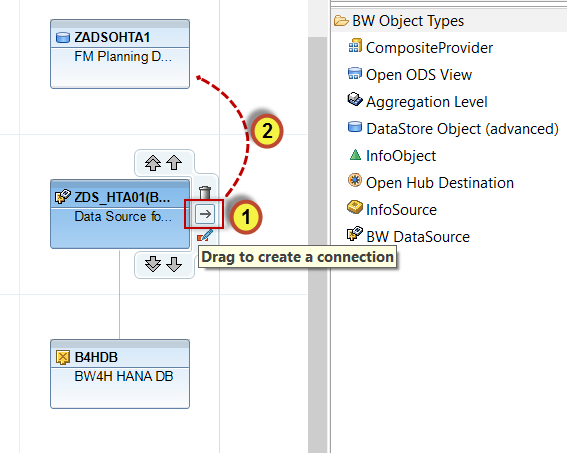 ZADSOHTA1
FM Planning D...
2
ZDS_HTA01(B...
Data Source fo...
1
Drag to create a connection
B4HDB
BW4H HANA DB
BW Object Types
CompositeProvider
Open ODS View
Aggregation Level
DataStore Object (advanced)
InfoObject
Open Hub Destination
InfoSource
BW DataSource